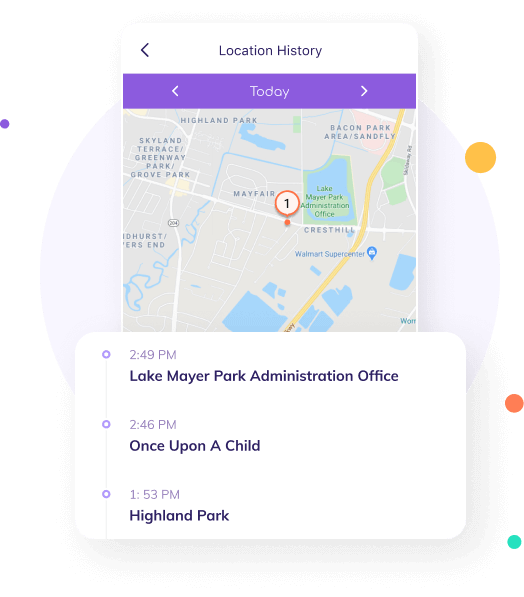 Location History
Today
HIGHLAND PARK
BACON PARK
AREA/SANDFLY
SKYLAND
TERRACE/
GREENWAY
PARK/
GROVE PARK
MAYFAIR
1
Lake
Mayer Park
Administration
Office
204
CRESTHILL
IDHURST/
'ERS END
Walmart Supercenter
Wom
2:49 PM
Lake Mayer Park Administration Office
2:46 PM
Once Upon A Child
1: 53 PM
Highland Park